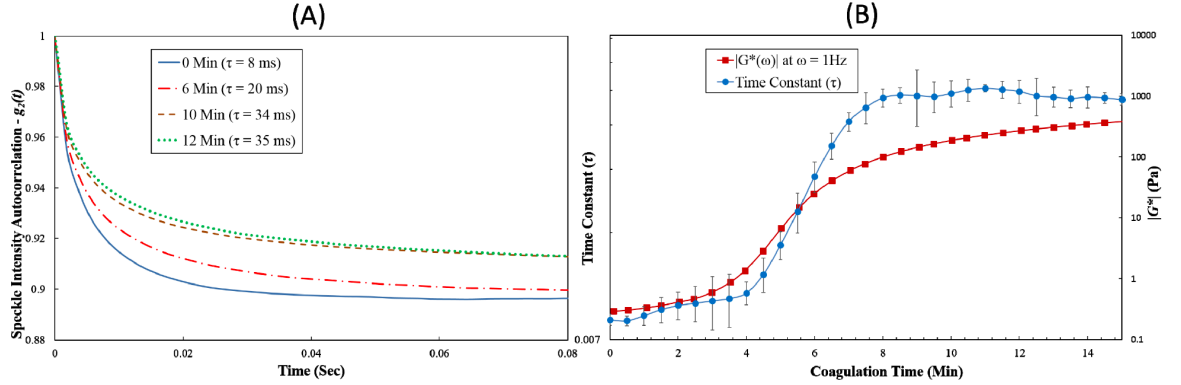 (A)
Speckle Intensity Autocorrelation - g2(t)
1
0.98
0.96
0.94
0.92
0.9
0.88
0 Min (τ = 8 ms)
6 Min (τ = 20 ms)
10 Min (τ = 34 ms)
12 Min (τ = 35 ms)
0
0.02
0.04
0.06
0.08
Time (Sec)
(B)
Time Constant (τ)
0.007
|G*(ω)| at ω = 1Hz
Time Constant (τ)
10000
1000
100
10
1
0.1
|G*| (Pa)
0
2
4
6
8
10
12
14
Coagulation Time (Min)